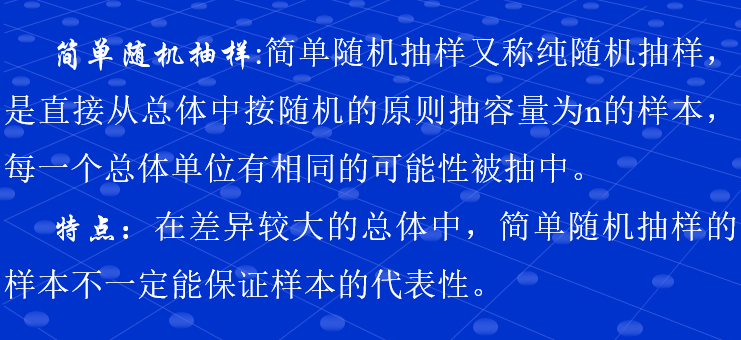 简单随机抽样:简单随机抽样又称纯随机抽样，
是直接从总体中按随机的原则抽容量为n的样本，
每一个总体单位有相同的可能性被抽中。
特点：在差异较大的总体中，简单随机抽样的
样本不一定能保证样本的代表性。